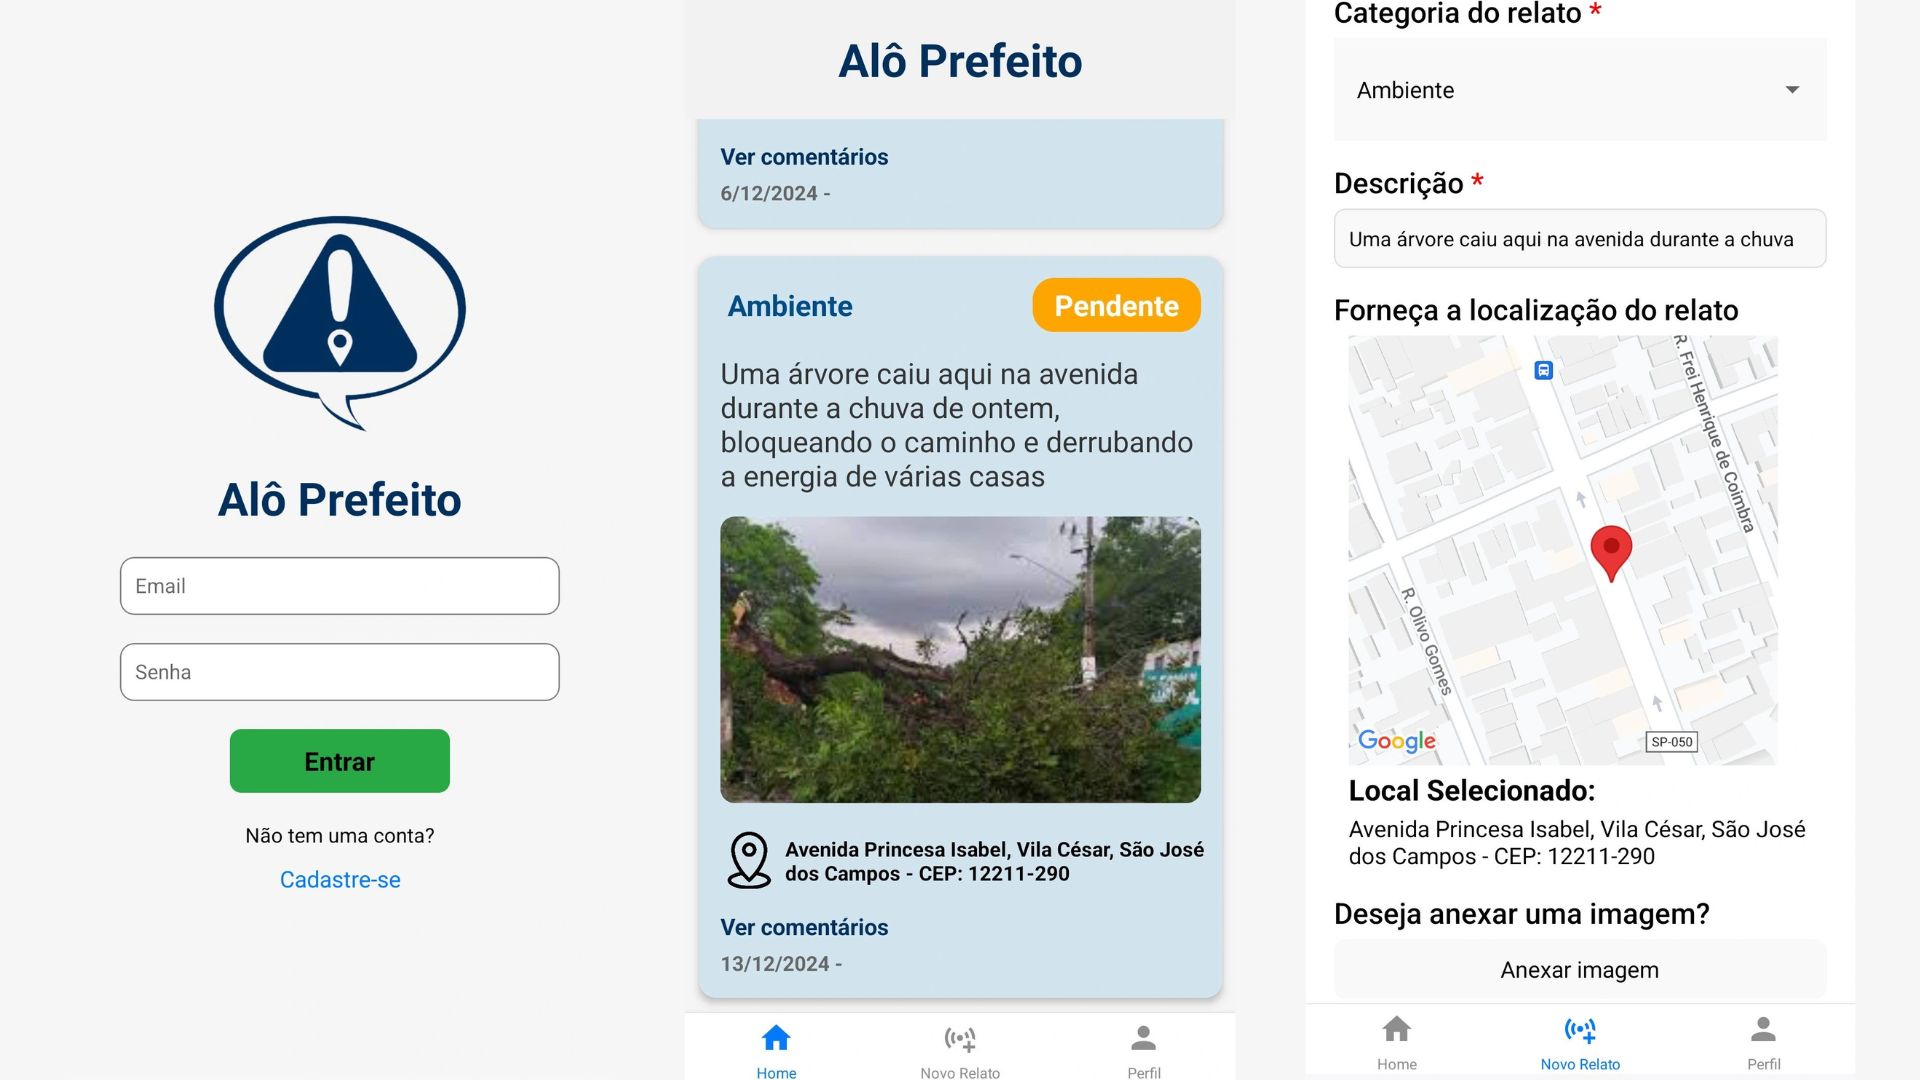 Alô Prefeito
Email
Senha
Entrar
Não tem uma conta?
Cadastre-se
Alô Prefeito
Ver comentários
6/12/2024 -
Ambiente
Pendente
Uma árvore caiu aqui na avenida
durante a chuva de ontem,
bloqueando o caminho e derrubando
a energia de várias casas
Avenida Princesa Isabel, Vila César, São José
dos Campos - CEP: 12211-290
Ver comentários
13/12/2024 -
Home
Novo Relato
Perfil
Categoria do relato *
Ambiente
Descrição *
Uma árvore caiu aqui na avenida durante a chuva
Forneça a localização do relato
R. Frei Henrique de Coimbra
R. Olivo Gomes
Google
SP-050
Local Selecionado:
Avenida Princesa Isabel, Vila César, São José
dos Campos - CEP: 12211-290
Deseja anexar uma imagem?
Anexar imagem
Home
Novo Relato
Perfil